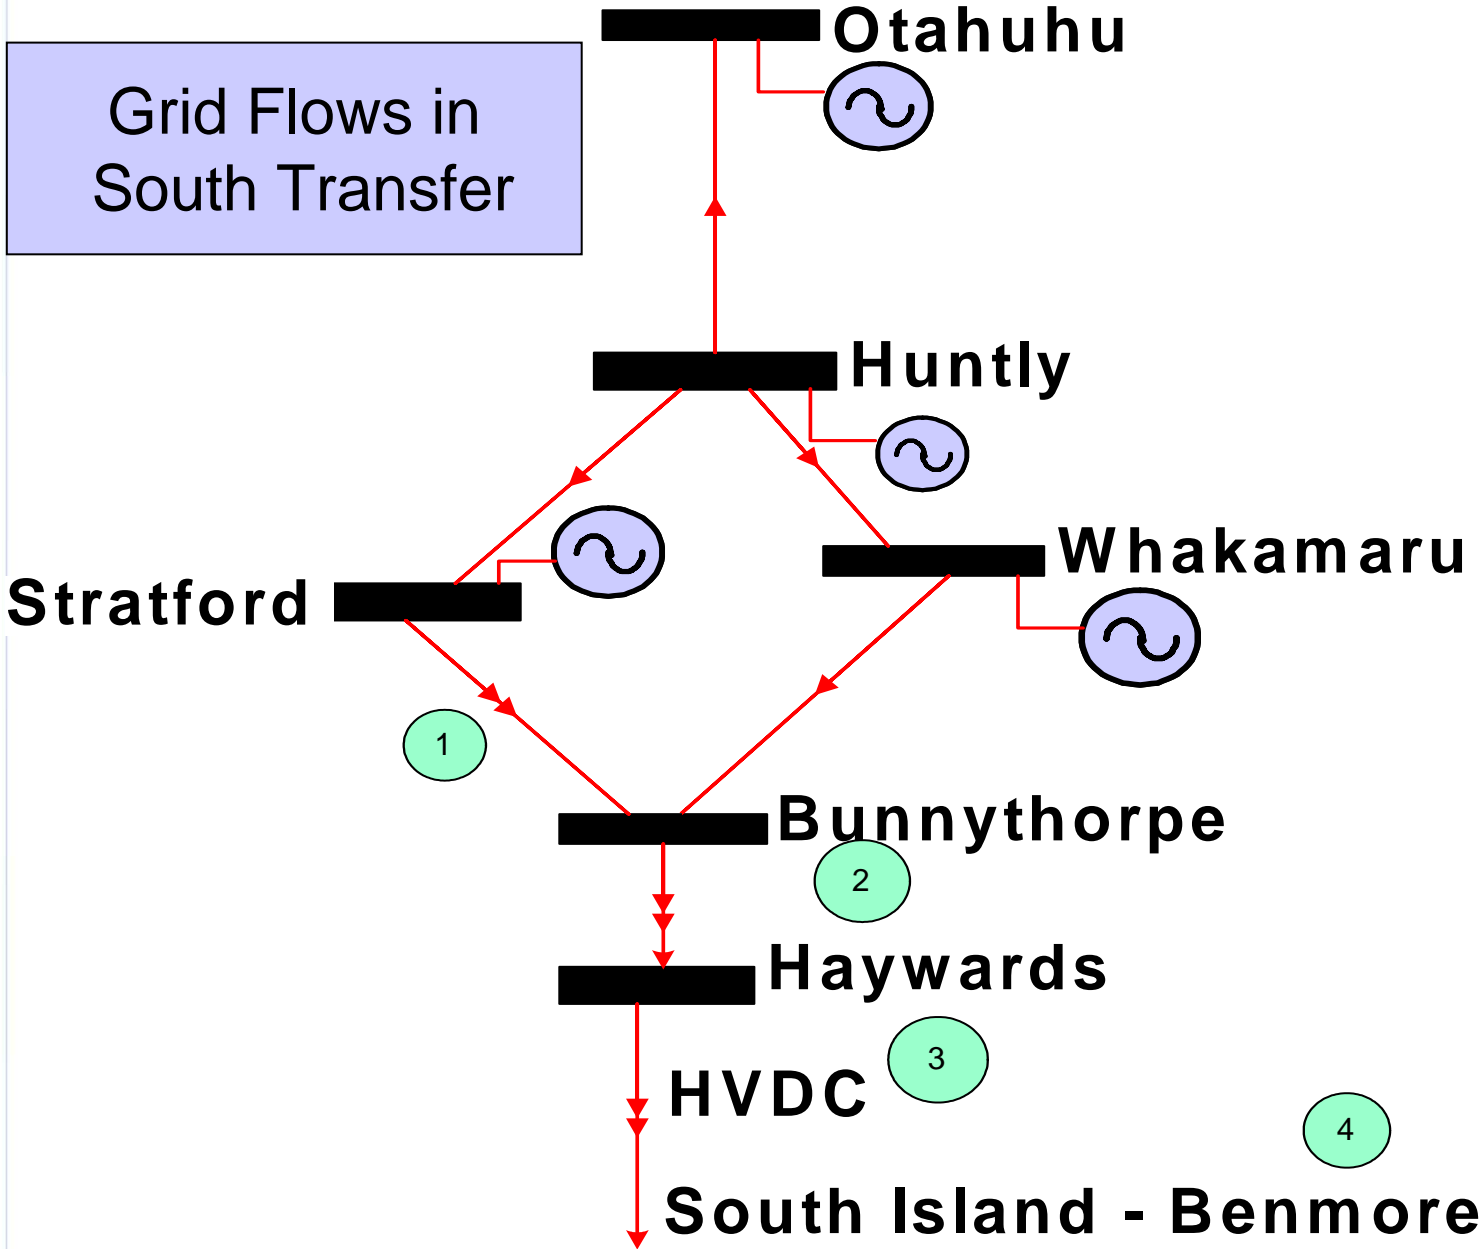 Otahuhu
Grid Flows in
South Transfer
Huntly
Whakamaru
Stratford
1
Bunnythorpe
2
Haywards
3
HVDC
4
South Island - Benmore